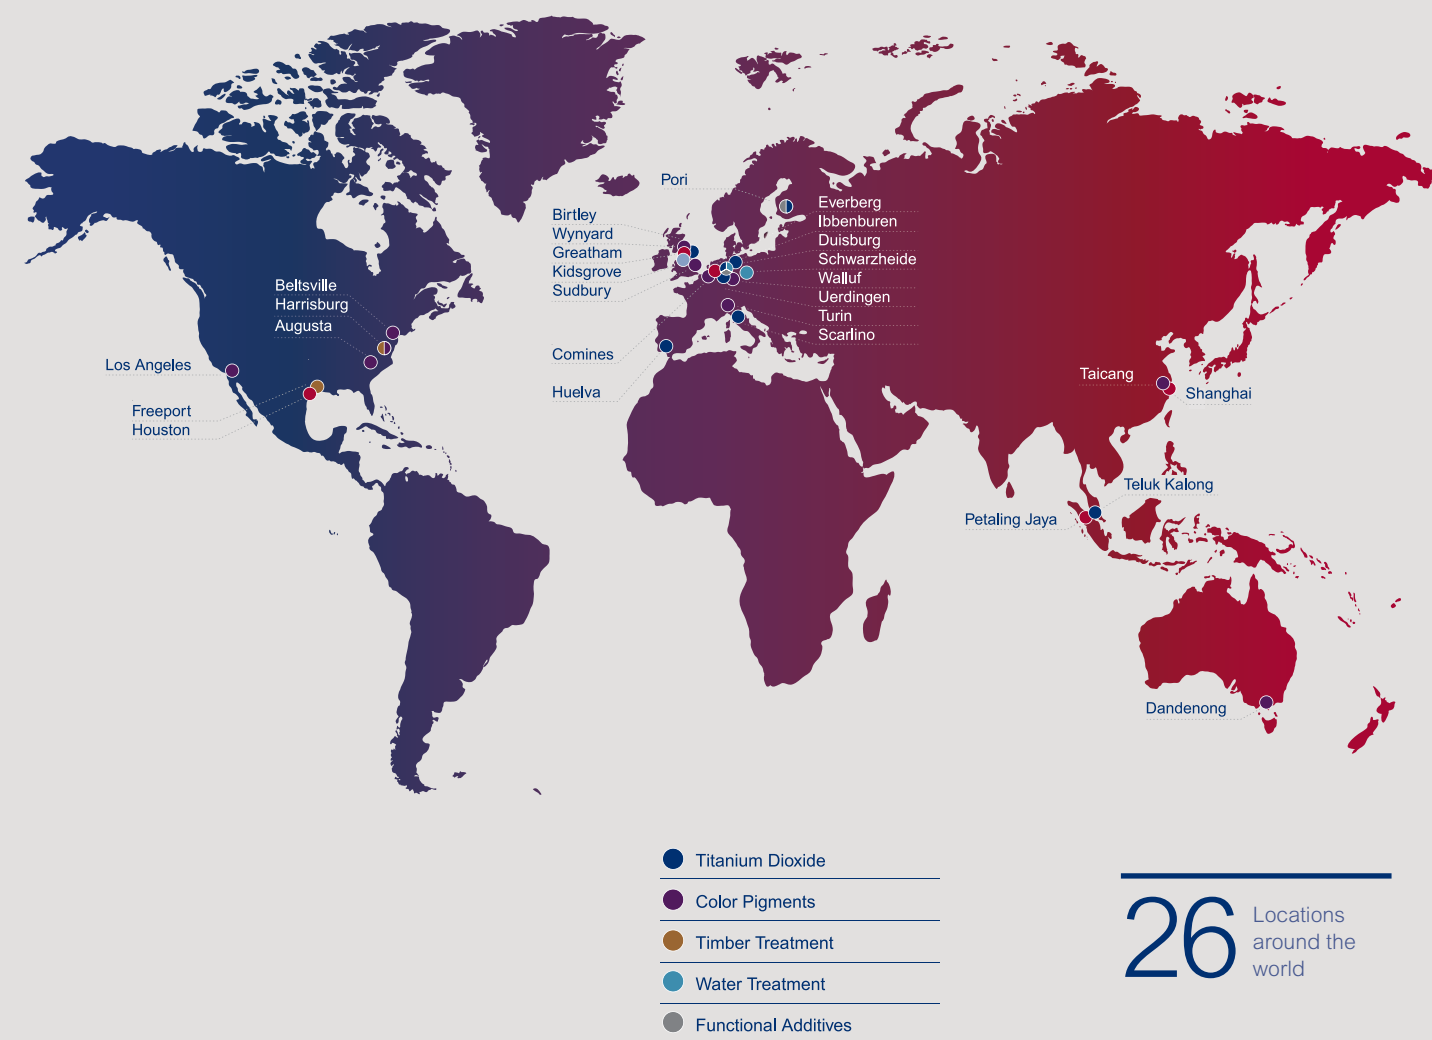 Pori
Birtley
Wynyard
Greatham
Kidsgrove
Sudbury
Everberg
Ibbenburen
Duisburg
Schwarzheide
Walluf
Uerdingen
Turin
Scarlino
Beltsville
Harrisburg
Augusta
Los Angeles
Freeport
Houston
Comines
Huelva
Taicang
Shanghai
Teluk Kalong
Petaling Jaya
Dandenong
Titanium Dioxide
Color Pigments
Timber Treatment
Water Treatment
Functional Additives
26
Locations
around the
world